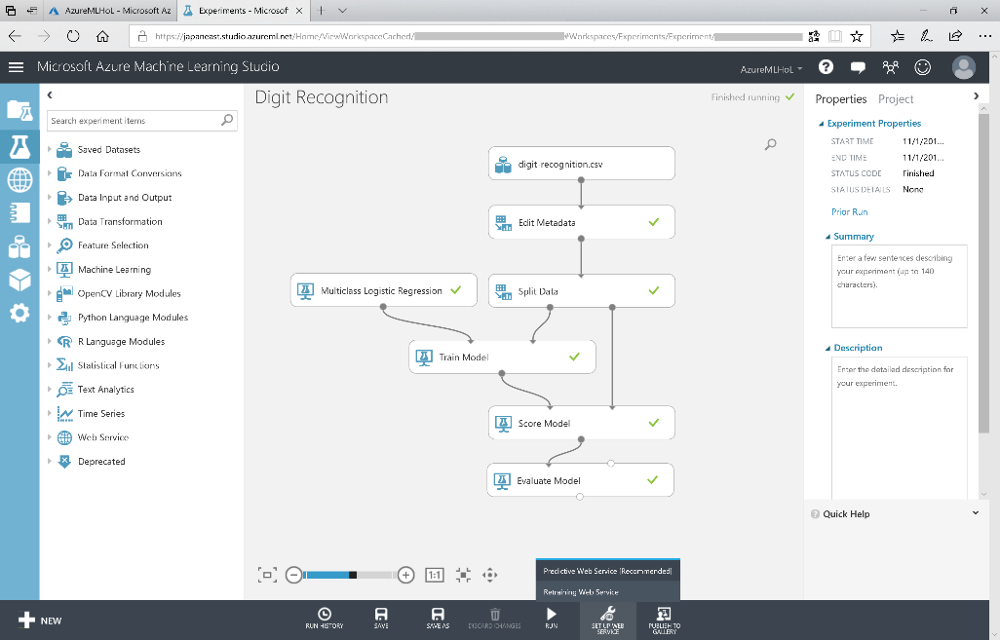 AzureMLHoL - Microsoft Az
Experiments - Microsof
https://japaneast.studio.azureml.net/Home/ViewWorkspaceCached/
#Workspaces/Experiments/Experiment/
Microsoft Azure Machine Learning Studio
AzureMLHoL
Search experiment items
Saved Datasets
Data Format Conversions
Data Input and Output
Data Transformation
Feature Selection
Machine Learning
OpenCV Library Modules
Python Language Modules
R Language Modules
Statistical Functions
Text Analytics
Time Series
Web Service
Deprecated
Digit Recognition
Finished running
digit-recognition.csv
Edit Metadata
Multiclass Logistic Regression
Split Data
Train Model
Score Model
Evaluate Model
1:1
Predictive Web Service [Recommended]
Retraining Web Service
Properties Project
Experiment Properties
START TIME 11/1/201...
END TIME 11/1/201...
STATUS CODE Finished
STATUS DETAILS None
Prior Run
Summary
Enter a few sentences describing
your experiment (up to 140
characters).
Description
Enter the detailed description for
your experiment.
Quick Help
NEW
RUN HISTORY
SAVE
SAVE AS
DISCARD CHANGES
RUN
SET UP WEB
SERVICE
PUBLISH TO
GALLERY